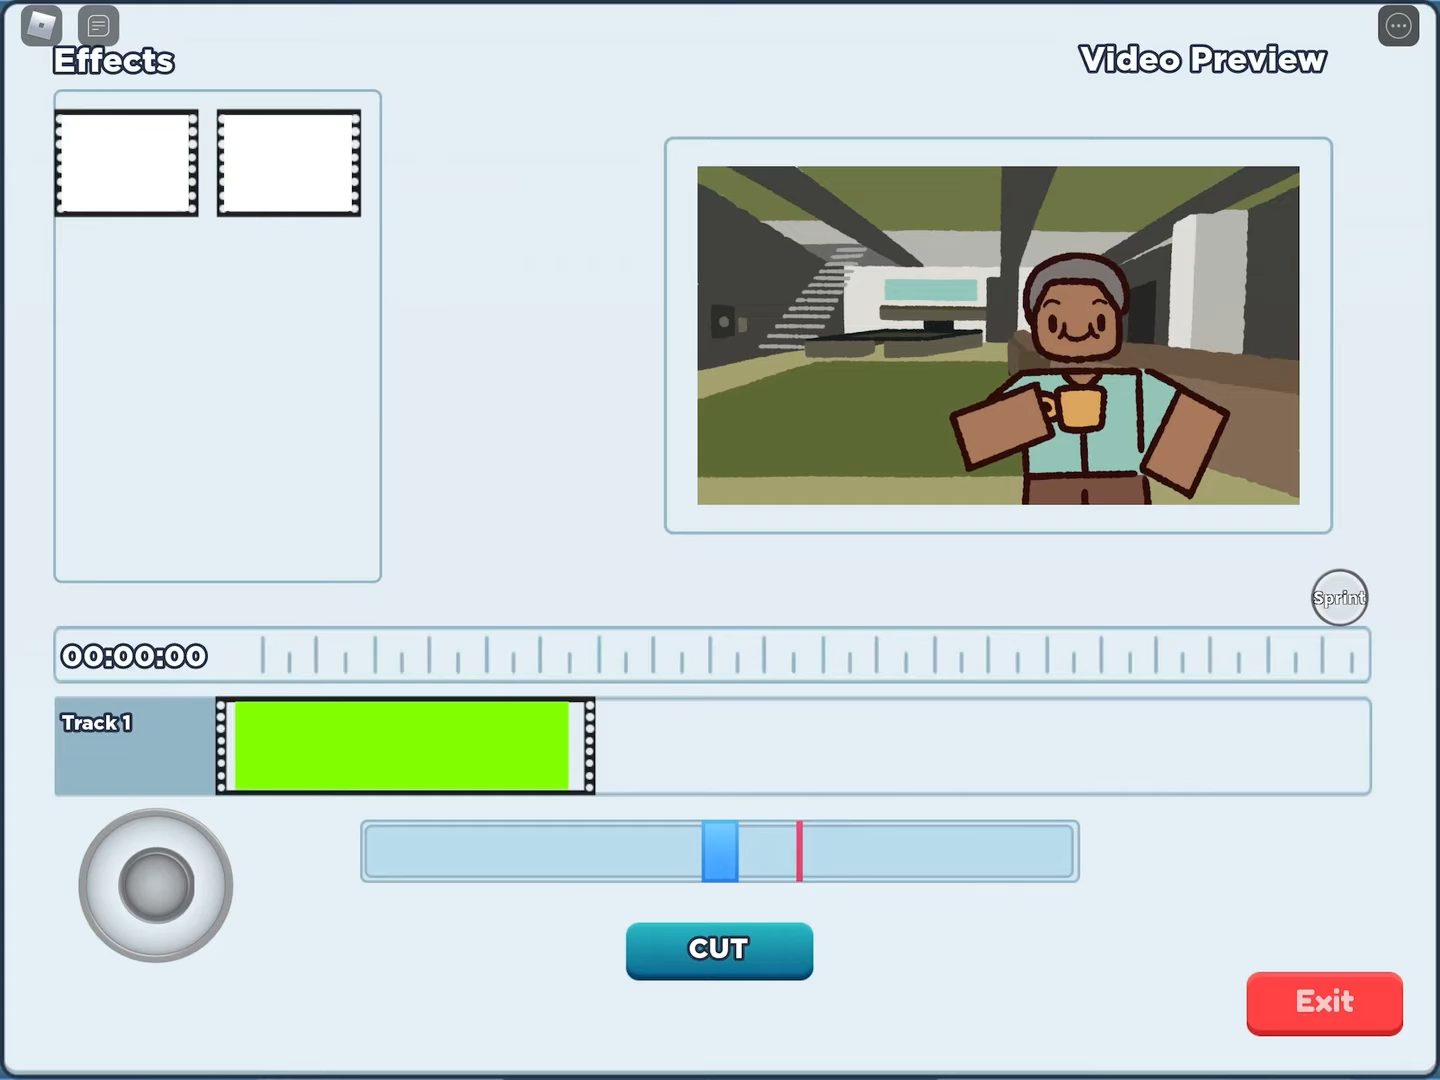 Effects
Video Preview
Sprint
00:00:00
Track 1
CUT
Exit